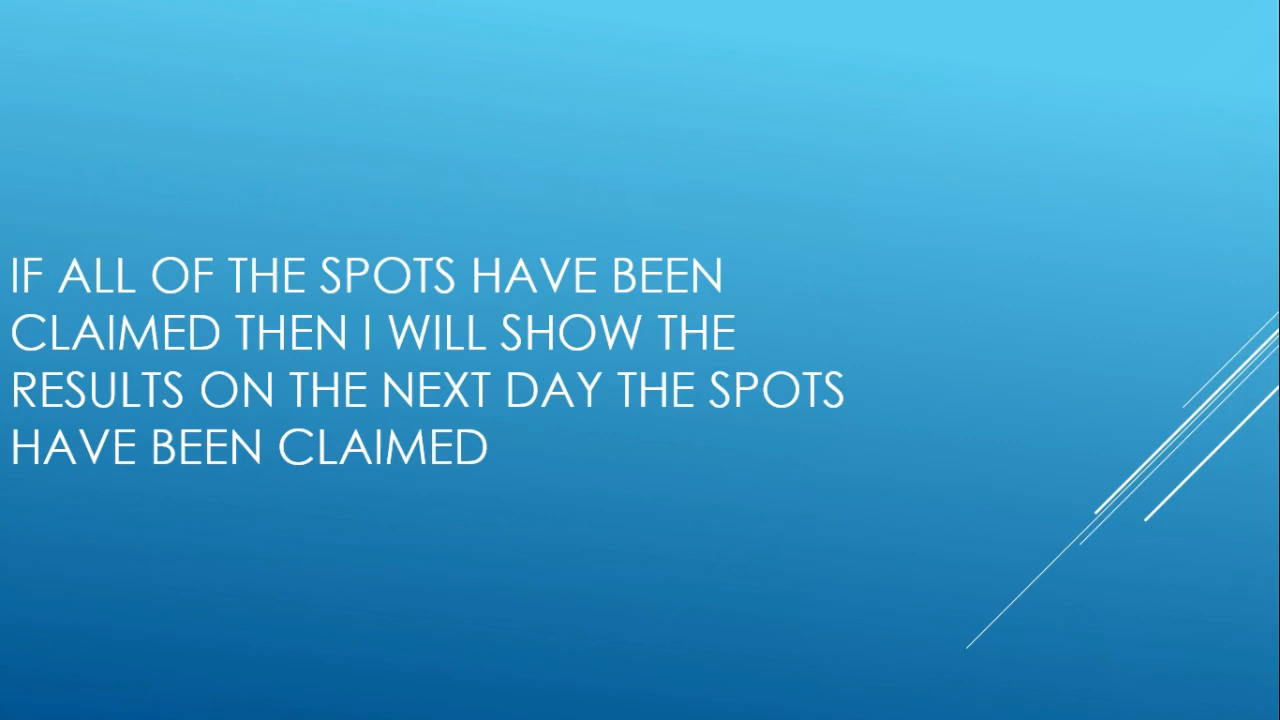 IF ALL OF THE SPOTS HAVE BEEN
CLAIMED THEN I WILL SHOW THE
RESULTS ON THE NEXT DAY THE SPOTS
HAVE BEEN CLAIMED